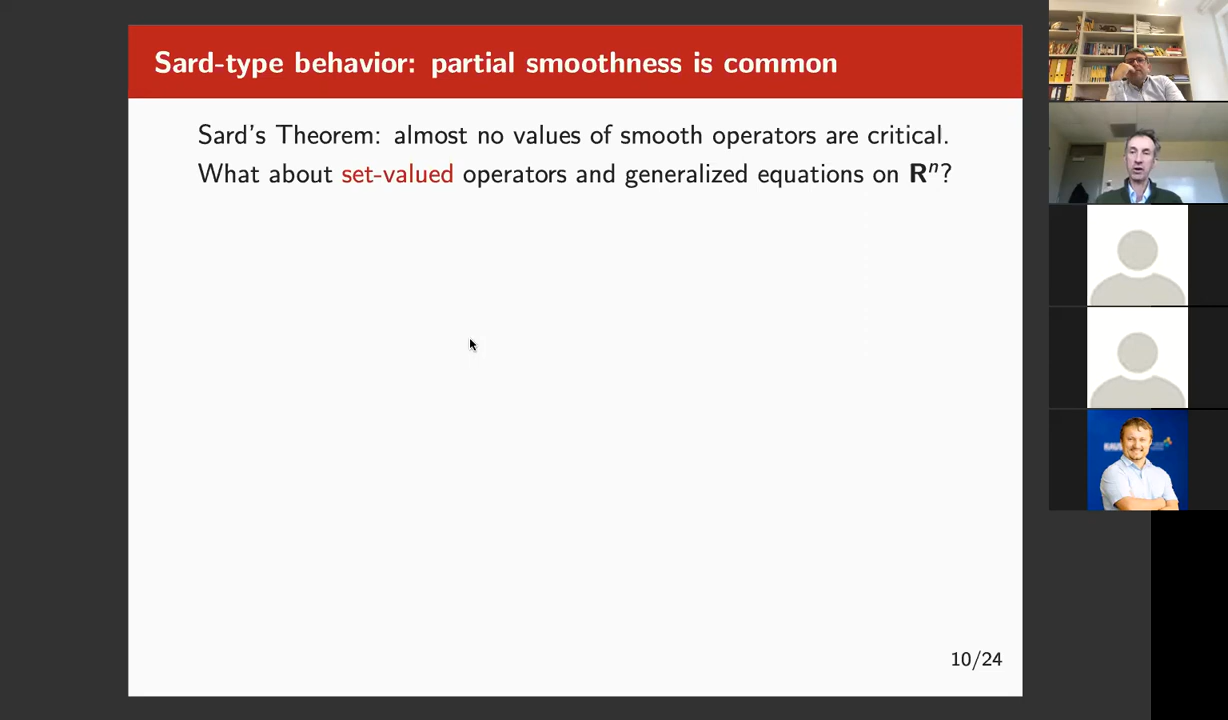 Sard-type behavior: partial smoothness is common
Sard's Theorem: almost no values of smooth operators are critical.
What about set-valued operators and generalized equations on Rⁿ?
10/24